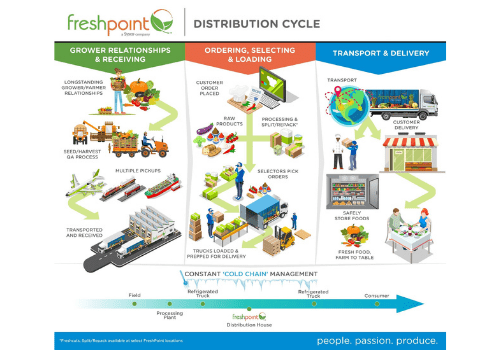 freshpoint
a Sysco company
DISTRIBUTION CYCLE
GROWER RELATIONSHIPS
& RECEIVING
LONGSTANDING
GROWER/FARMER
RELATIONSHIPS
SEED/HARVEST
QA PROCESS
MULTIPLE PICKUPS
TRANSPORTED
AND RECEIVED
ORDERING, SELECTING
& LOADING
CUSTOMER
ORDER
PLACED
RAW
PRODUCTS
PROCESSING &
SPLIT/REPACK*
SELECTORS PICK
ORDERS
TRUCKS LOADED &
PREPPED FOR DELIVERY
TRANSPORT & DELIVERY
TRANSPORT
CUSTOMER
DELIVERY
SAFELY
STORE FOODS
FRESH FOOD,
FARM TO TABLE
CONSTANT 'COLD CHAIN' MANAGEMENT
Field
Processing
Plant
Refrigerated
Truck
freshpoint
Distribution House
Refrigerated
Truck
Consumer
*Freshcuts, Split/Repack available at select FreshPoint locations
people. passion. produce.